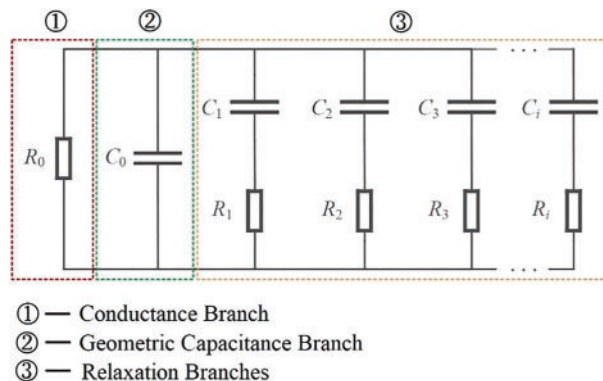 ① ② ③
C₁ C₂ C₃ Cᵢ
R₀ C₀
R₁ R₂ R₃ Rᵢ
①— Conductance Branch
②— Geometric Capacitance Branch
③— Relaxation Branches